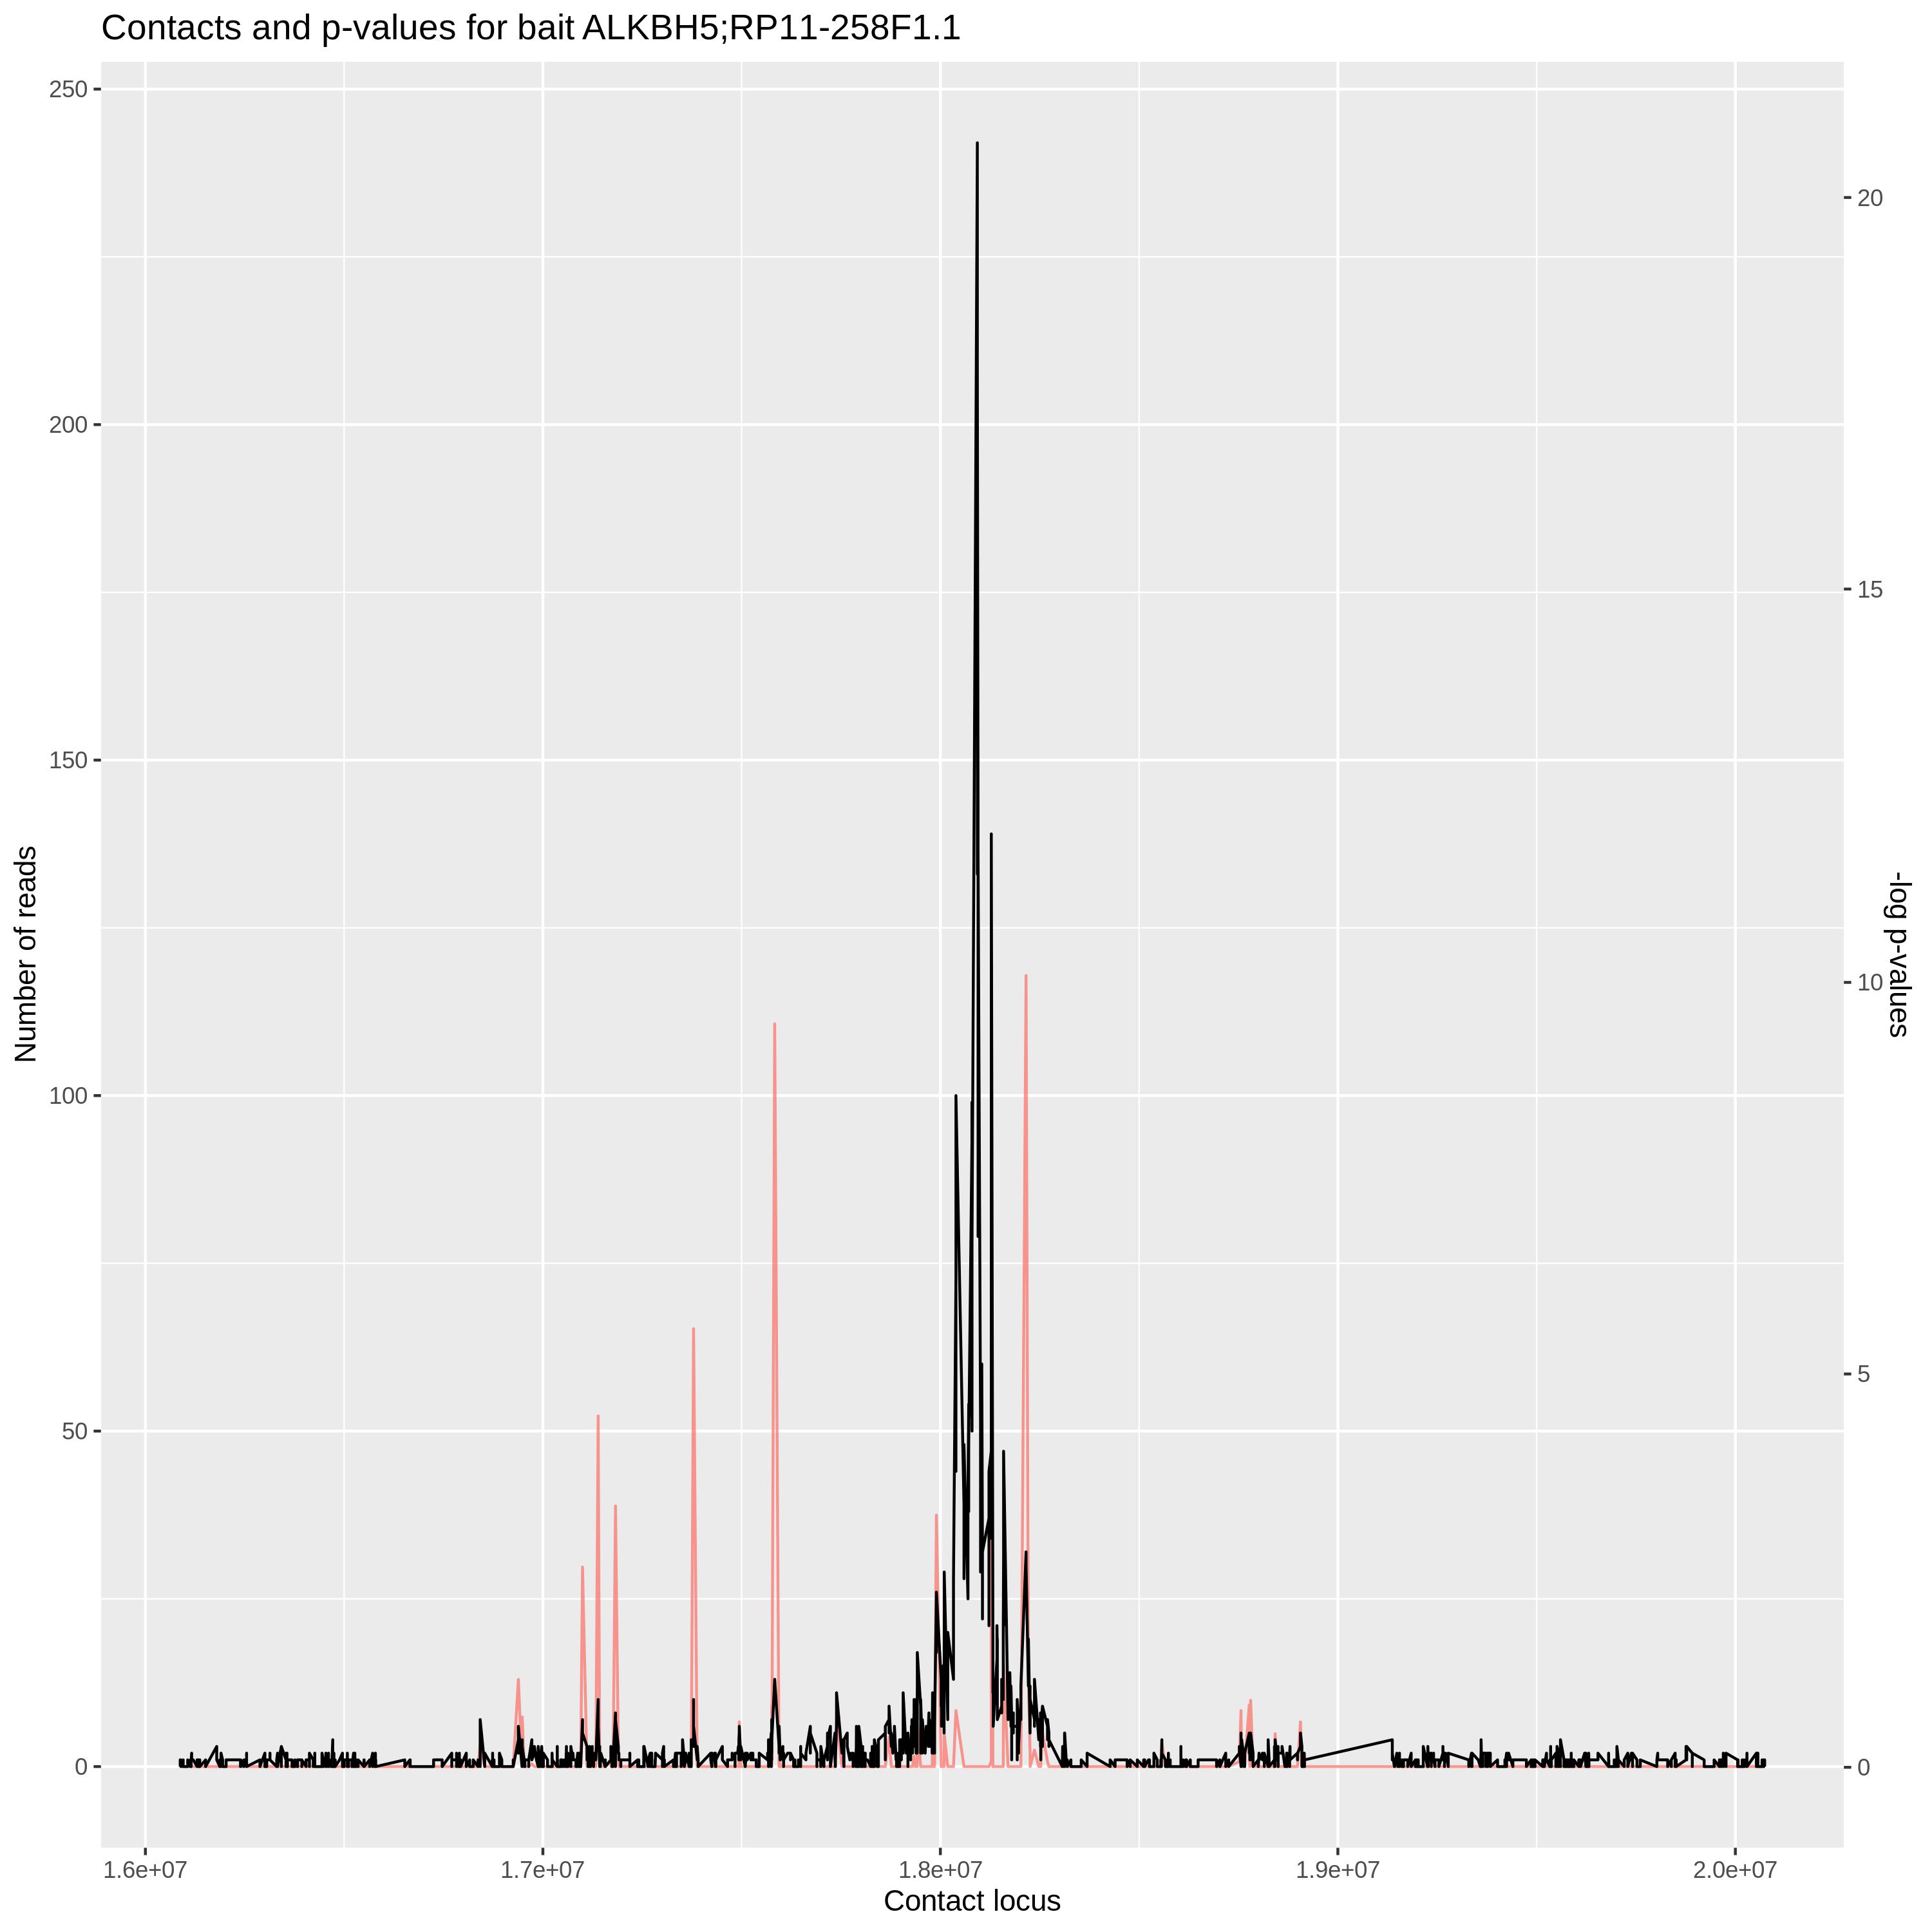 Contacts and p-values for bait ALKBH5;RP11-258F1.1
250
200
150
100
50
0
Number of reads
20
15
10
5
0
-log p-values
1.6e+07 1.7e+07 1.8e+07 1.9e+07 2.0e+07
Contact locus